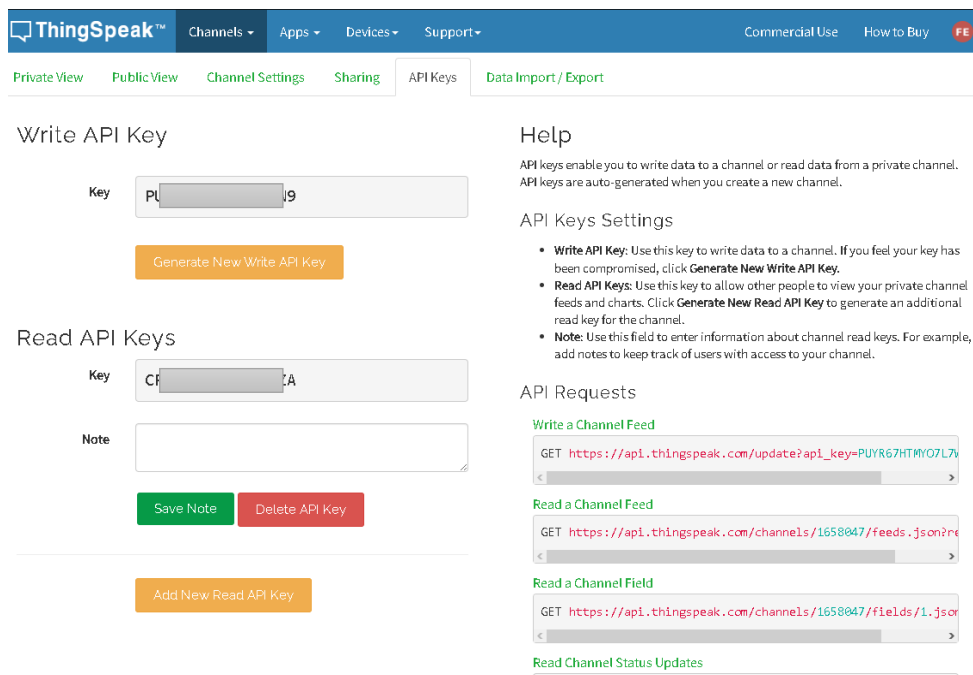 ThingSpeak™ Channels Apps Devices Support Commercial Use How to Buy FE
Private View Public View Channel Settings Sharing API Keys Data Import / Export
Write API Key
Key
PU N9
Generate New Write API Key
Read API Keys
Key
Note
Save Note Delete API Key
Add New Read API Key
Help
API keys enable you to write data to a channel or read data from a private channel.
API keys are auto-generated when you create a new channel.
API Keys Settings
• Write API Key: Use this key to write data to a channel. If you feel your key has
been compromised, click Generate New Write API Key.
• Read API Keys: Use this key to allow other people to view your private channel
feeds and charts. Click Generate New Read API Key to generate an additional
read key for the channel.
• Note: Use this field to enter information about channel read keys. For example,
add notes to keep track of users with access to your channel.
API Requests
Write a Channel Feed
GET https://api.thingspeak.com/update?api_key=PUYR67HTMYO7L7
Read a Channel Feed
GET https://api.thingspeak.com/channels/1658047/feeds.json?re
Read a Channel Field
GET https://api.thingspeak.com/channels/1658047/fields/1.json
Read Channel Status Updates